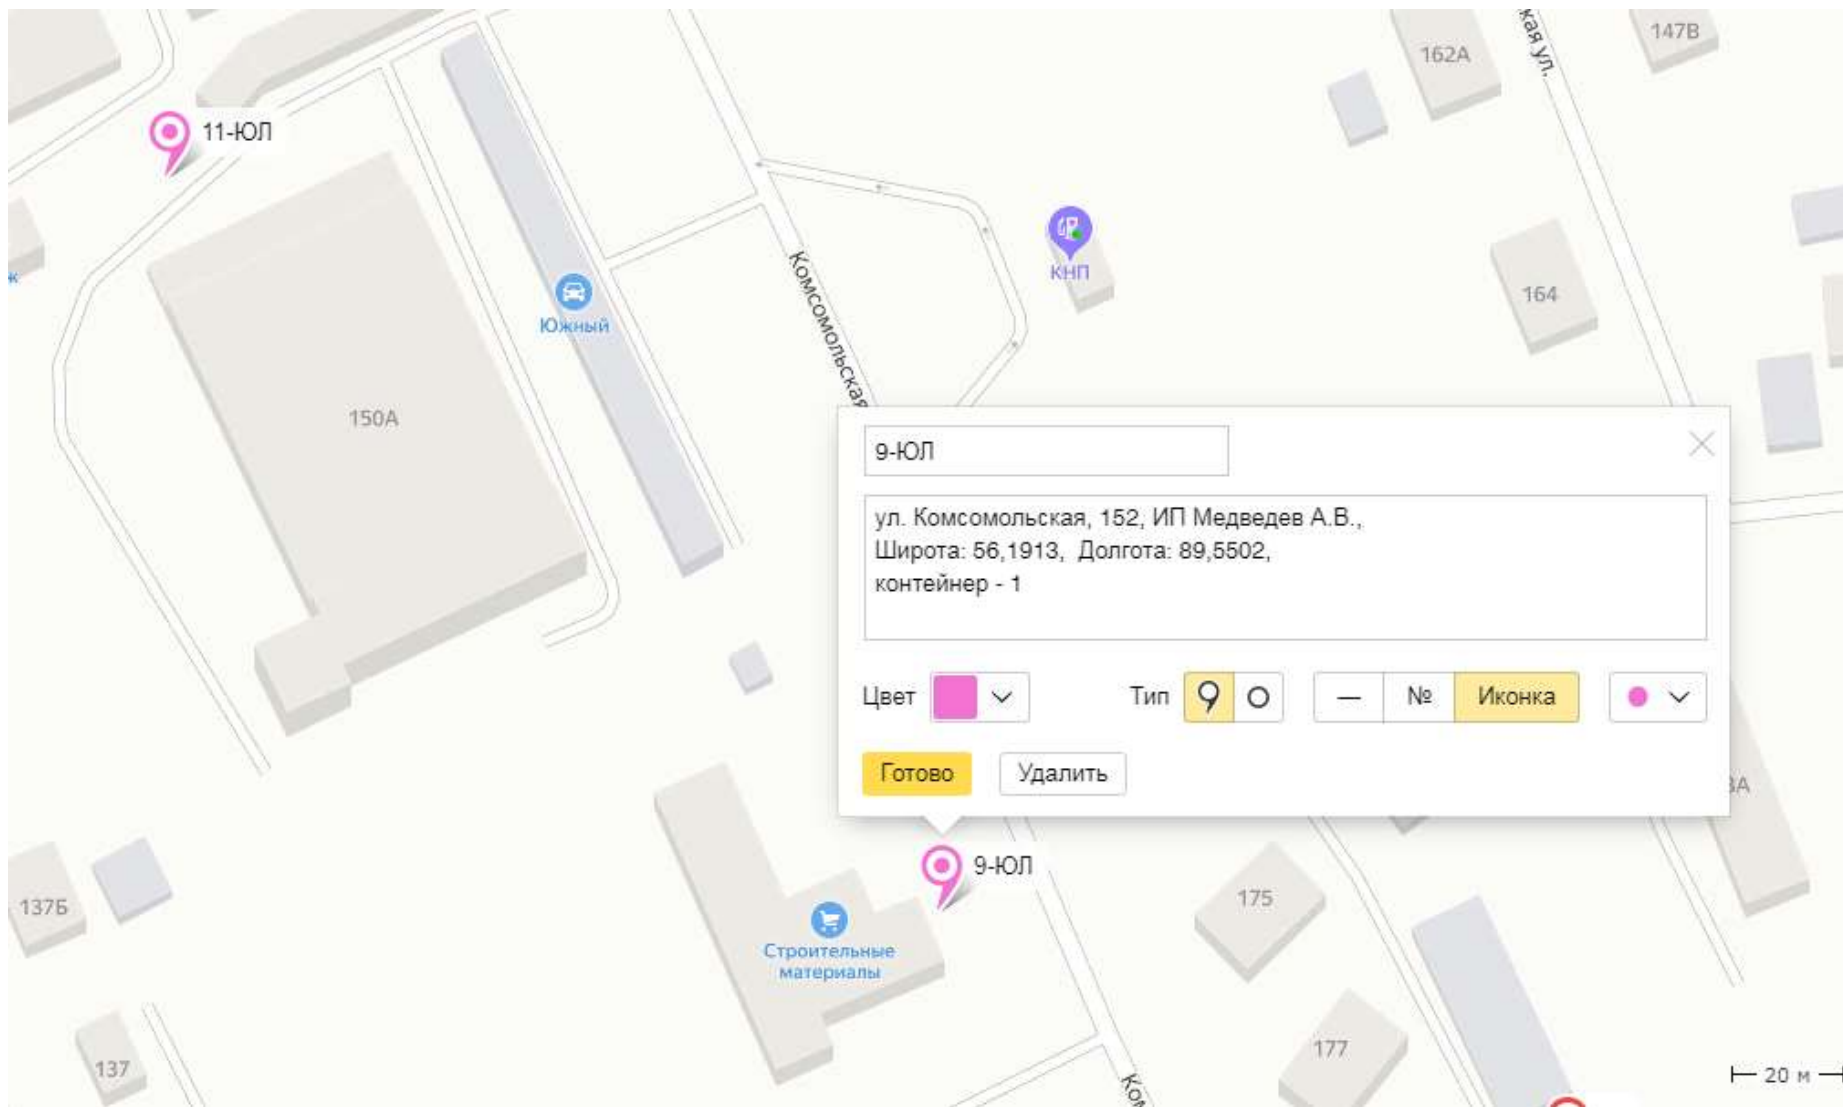 кая ул.
147В
162А
11-ЮЛ
КНП
ж
Южный
Комсомольская
164
150А
9-ЮЛ
ул. Комсомольская, 152, ИП Медведев А.В.,
Широта: 56,1913, Долгота: 89,5502,
контейнер - 1
Цвет
Тип
№
Иконка
Готово
Удалить
3А
9-ЮЛ
137Б
175
Строительные
материалы
177
137
20 м
Ком